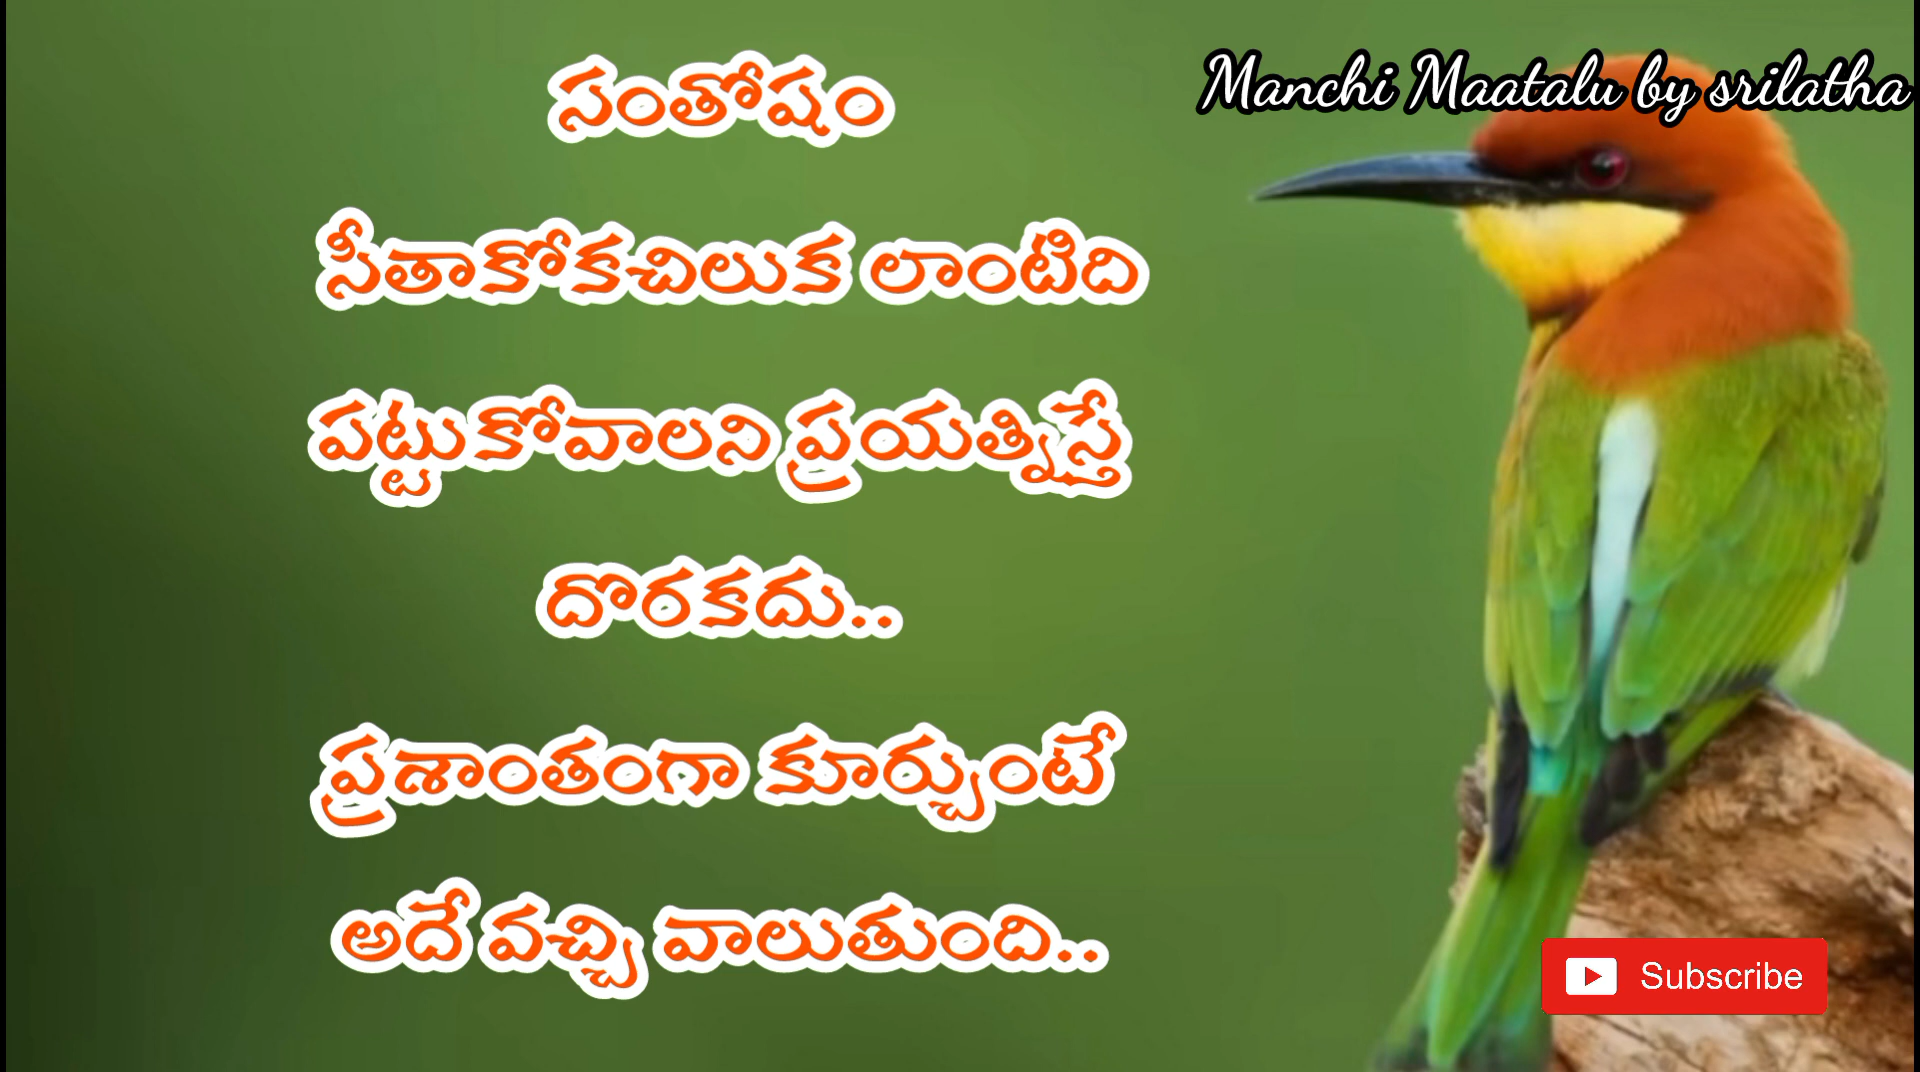 Manchi Maatalu by srilatha
సంతోషం
సీతాకోకచిలుక లాంటిది
పట్టుకోవాలని ప్రయత్నిస్తే
దొరకదు..
ప్రశాంతంగా కూర్చుంటే
అదే వచ్చి వాలుతుంది..
Subscribe